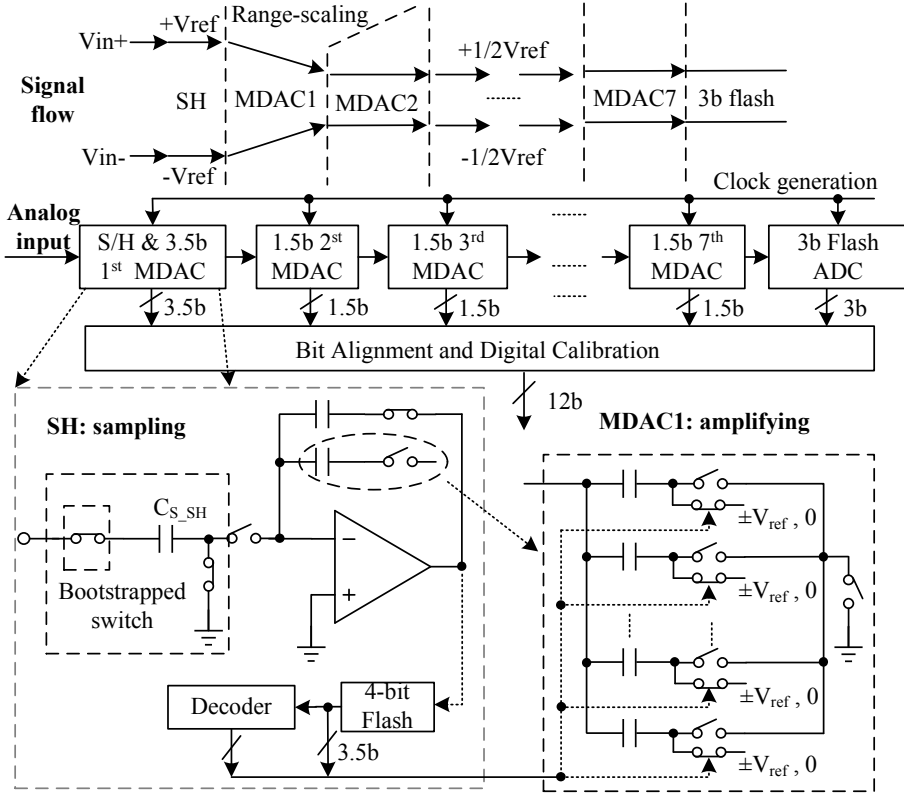 Range-scaling
Vin+
+Vref
+1/2Vref
Signal
flow
SH
MDAC1
MDAC2
MDAC7
3b flash
Vin-
-Vref
-1/2Vref
Clock generation
Analog
input
S/H & 3.5b
1st MDAC
1.5b 2st
MDAC
1.5b 3rd
MDAC
1.5b 7th
MDAC
3b Flash
ADC
3.5b
1.5b
1.5b
1.5b
3b
Bit Alignment and Digital Calibration
12b
SH: sampling
MDAC1: amplifying
CS_SH
Bootstrapped
switch
−
+
±Vref , 0
±Vref , 0
±Vref , 0
±Vref , 0
Decoder
4-bit
Flash
3.5b